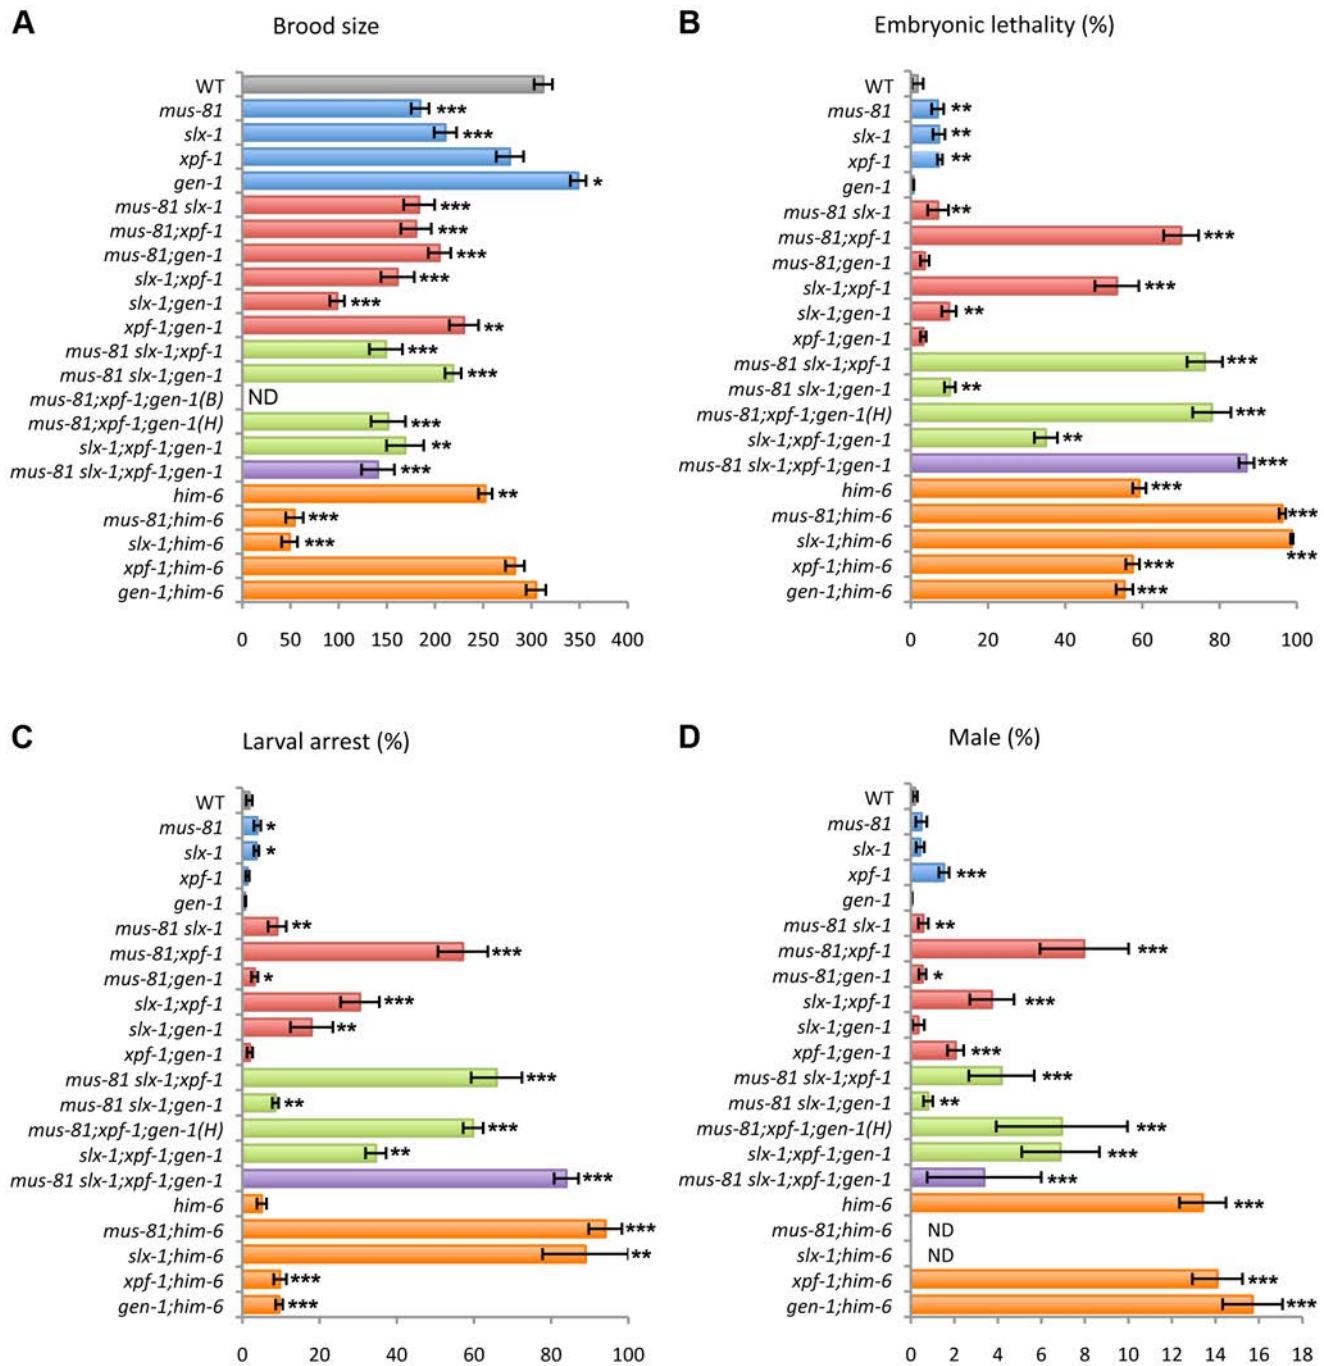 A Brood size
WT
mus-81 ***
slx-1 ***
xpf-1
gen-1 *
mus-81 slx-1 ***
mus-81;xpf-1 ***
mus-81;gen-1 ***
slx-1;xpf-1 ***
slx-1;gen-1 ***
xpf-1;gen-1 **
mus-81 slx-1;xpf-1 ***
mus-81 slx-1;gen-1 ***
mus-81;xpf-1;gen-1(B) ND
mus-81;xpf-1;gen-1(H) ***
slx-1;xpf-1;gen-1 **
mus-81 slx-1;xpf-1;gen-1 ***
him-6 **
mus-81;him-6 ***
slx-1;him-6 ***
xpf-1;him-6
gen-1;him-6
0 50 100 150 200 250 300 350 400
B Embryonic lethality (%)
WT
mus-81 **
slx-1 **
xpf-1 **
gen-1
mus-81 slx-1 **
mus-81;xpf-1 ***
mus-81;gen-1
slx-1;xpf-1 ***
slx-1;gen-1 **
xpf-1;gen-1
mus-81 slx-1;xpf-1 ***
mus-81 slx-1;gen-1 **
mus-81;xpf-1;gen-1(H) ***
slx-1;xpf-1;gen-1 **
mus-81 slx-1;xpf-1;gen-1 ***
him-6 ***
mus-81;him-6 ***
slx-1;him-6 ***
xpf-1;him-6 ***
gen-1;him-6 ***
0 20 40 60 80 100
C Larval arrest (%)
WT
mus-81 *
slx-1 *
xpf-1
gen-1
mus-81 slx-1 **
mus-81;xpf-1 ***
mus-81;gen-1 *
slx-1;xpf-1 ***
slx-1;gen-1 **
xpf-1;gen-1
mus-81 slx-1;xpf-1 ***
mus-81 slx-1;gen-1 **
mus-81;xpf-1;gen-1(H) ***
slx-1;xpf-1;gen-1 **
mus-81 slx-1;xpf-1;gen-1 ***
him-6
mus-81;him-6 ***
slx-1;him-6 **
xpf-1;him-6 ***
gen-1;him-6 ***
0 20 40 60 80 100
D Male (%)
WT
mus-81
slx-1
xpf-1 ***
gen-1
mus-81 slx-1 **
mus-81;xpf-1 ***
mus-81;gen-1 *
slx-1;xpf-1 ***
slx-1;gen-1
xpf-1;gen-1 ***
mus-81 slx-1;xpf-1 ***
mus-81 slx-1;gen-1 **
mus-81;xpf-1;gen-1(H) ***
slx-1;xpf-1;gen-1 ***
mus-81 slx-1;xpf-1;gen-1 ***
him-6 ***
mus-81;him-6 ND
slx-1;him-6 ND
xpf-1;him-6 ***
gen-1;him-6 ***
0 2 4 6 8 10 12 14 16 18